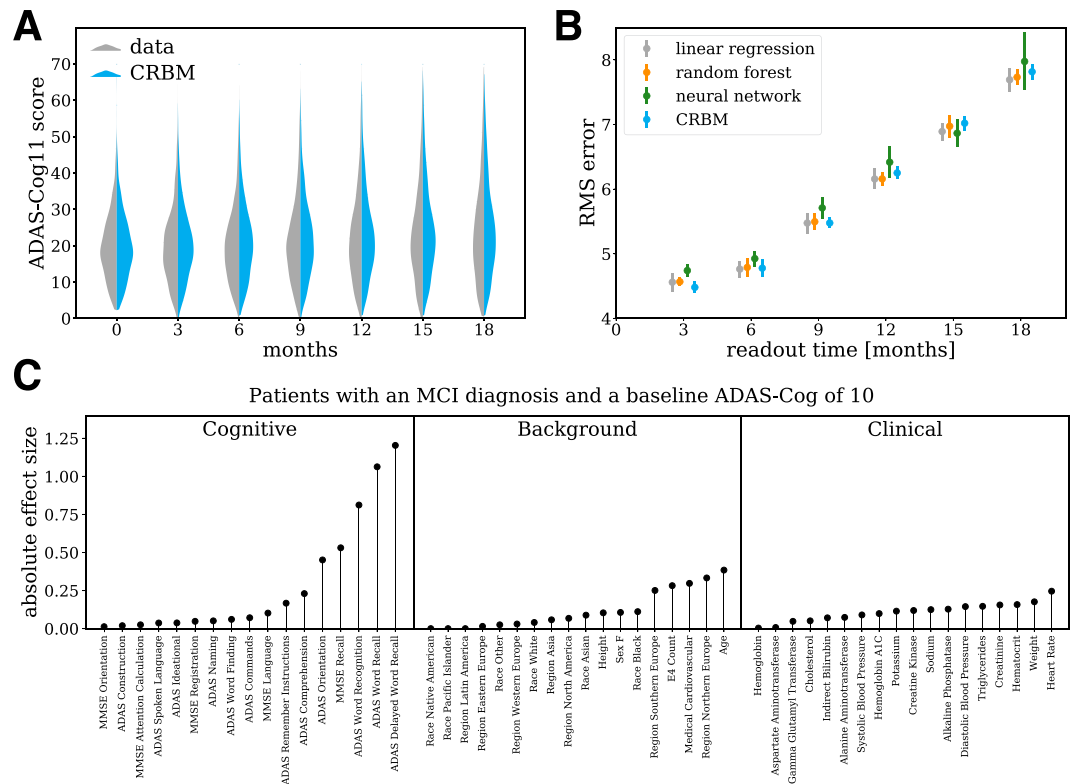 A
data
CRBM
ADAS-Cog11 score
70
60
50
40
30
20
10
0
0 3 6 9 12 15 18
months
B
linear regression
random forest
neural network
CRBM
RMS error
8
7
6
5
4
0 3 6 9 12 15 18
readout time [months]
C
Patients with an MCI diagnosis and a baseline ADAS-Cog of 10
Cognitive
Background
Clinical
absolute effect size
1.25
1.00
0.75
0.50
0.25
0.00
MMSE Orientation
ADAS Construction
MMSE Attention Calculation
ADAS Spoken Language
ADAS Ideational
MMSE Registration
ADAS Naming
ADAS Word Finding
ADAS Commands
MMSE Language
ADAS Remember Instructions
ADAS Comprehension
ADAS Orientation
MMSE Recall
ADAS Word Recognition
ADAS Word Recall
ADAS Delayed Word Recall
Race Native American
Race Pacific Islander
Region Latin America
Region Eastern Europe
Race Other
Region Western Europe
Race White
Region Asia
Region North America
Race Asian
Height
Sex F
Race Black
Region Southern Europe
E4 Count
Medical Cardiovascular
Region Northern Europe
Age
Hemoglobin
Aspartate Aminotransferase
Gamma Glutamyl Transferase
Cholesterol
Indirect Bilirubin
Alanine Aminotransferase
Systolic Blood Pressure
Hemoglobin A1C
Potassium
Creatine Kinase
Sodium
Alkaline Phosphatase
Diastolic Blood Pressure
Triglycerides
Creatinine
Hematocrit
Weight
Heart Rate